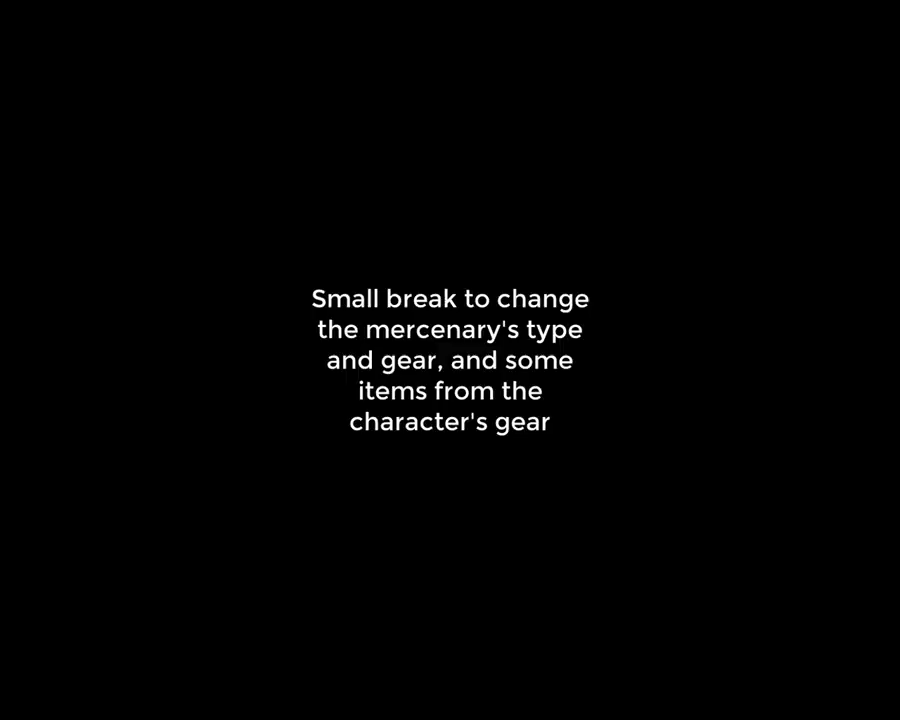 Small break to change
the mercenary's type
and gear, and some
items from the
character's gear